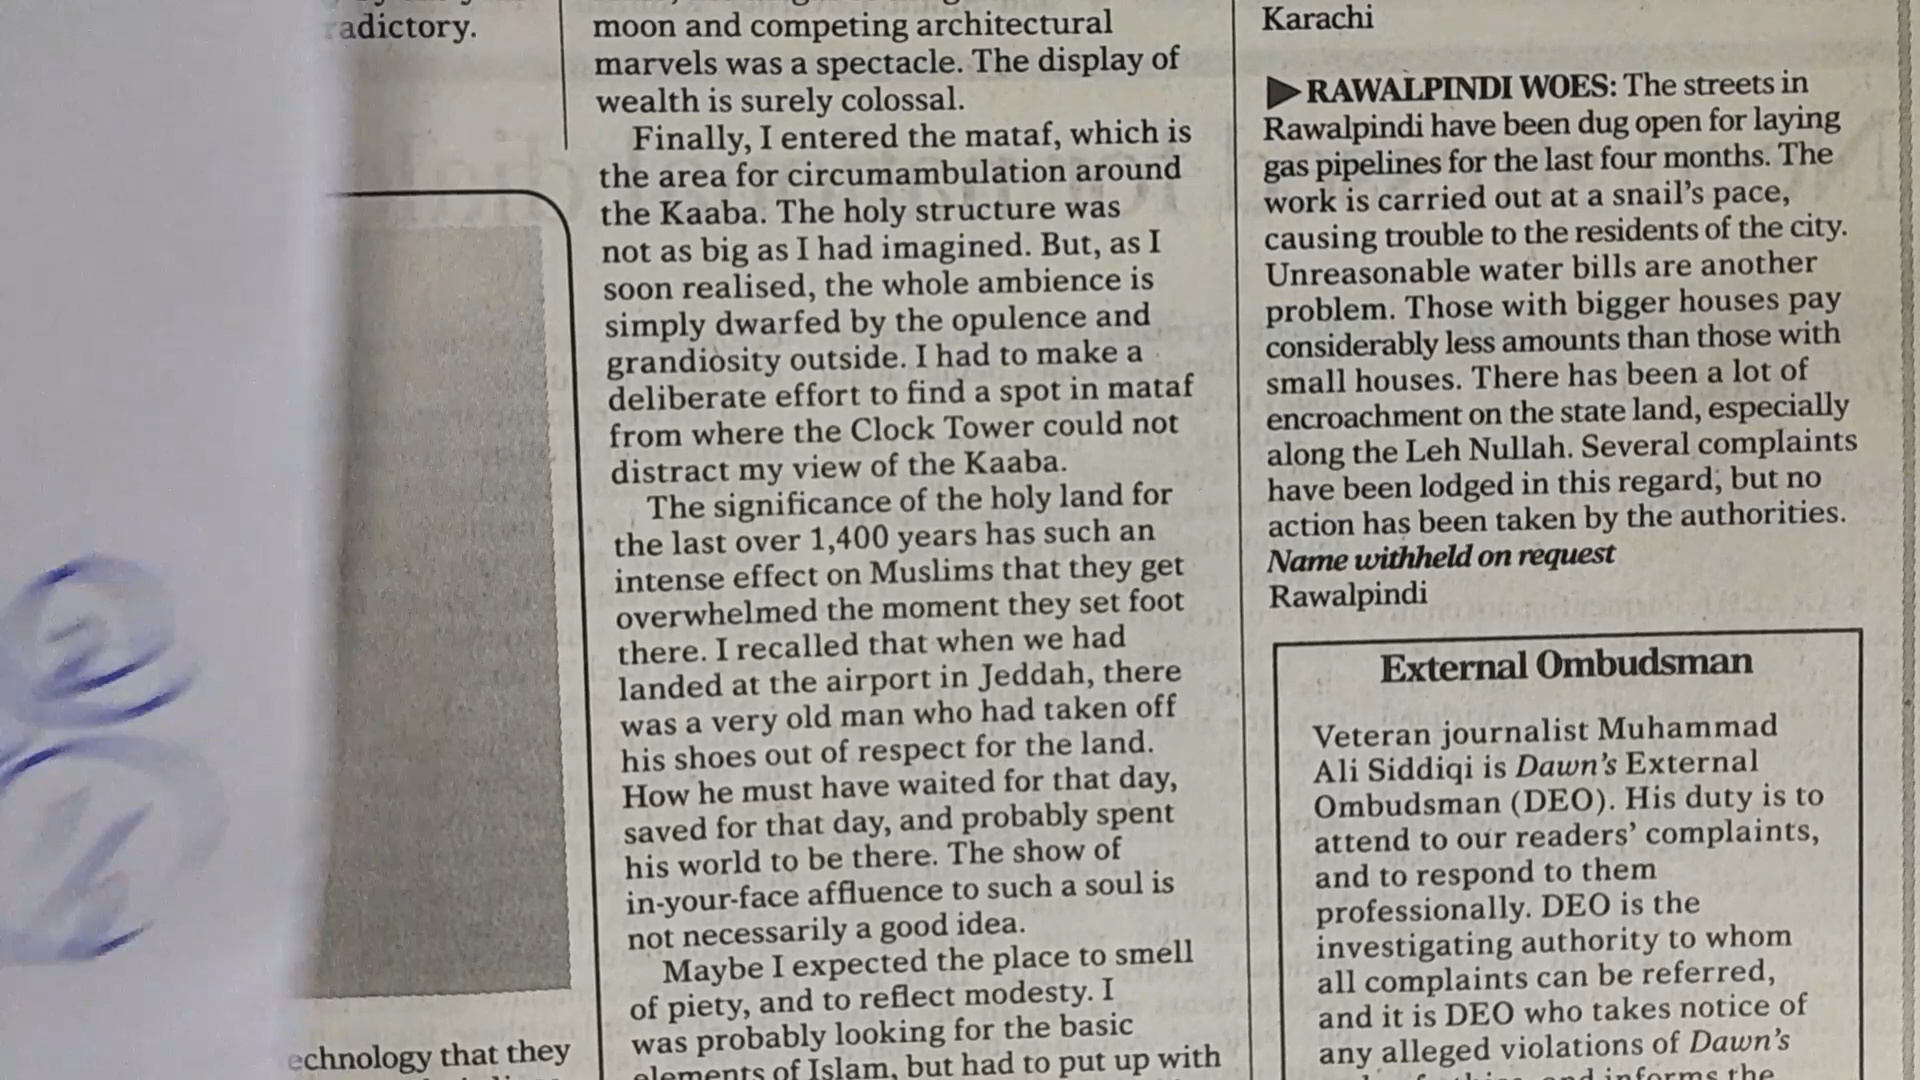 radictory.
echnology that they
moon and competing architectural
marvels was a spectacle. The display of
wealth is surely colossal.
Finally, I entered the mataf, which is
the area for circumambulation around
the Kaaba. The holy structure was
not as big as I had imagined. But, as I
soon realised, the whole ambience is
simply dwarfed by the opulence and
grandiosity outside. I had to make a
deliberate effort to find a spot in mataf
from where the Clock Tower could not
distract my view of the Kaaba.
The significance of the holy land for
the last over 1,400 years has such an
intense effect on Muslims that they get
overwhelmed the moment they set foot
there. I recalled that when we had
landed at the airport in Jeddah, there
was a very old man who had taken off
his shoes out of respect for the land.
How he must have waited for that day,
saved for that day, and probably spent
his world to be there. The show of
in-your-face affluence to such a soul is
not necessarily a good idea.
Maybe I expected the place to smell
of piety, and to reflect modesty. I
was probably looking for the basic
elements of Islam, but had to put up with
Karachi
▶RAWALPINDI WOES: The streets in
Rawalpindi have been dug open for laying
gas pipelines for the last four months. The
work is carried out at a snail's pace,
causing trouble to the residents of the city.
Unreasonable water bills are another
problem. Those with bigger houses pay
considerably less amounts than those with
small houses. There has been a lot of
encroachment on the state land, especially
along the Leh Nullah. Several complaints
have been lodged in this regard, but no
action has been taken by the authorities.
Name withheld on request
Rawalpindi
External Ombudsman
Veteran journalist Muhammad
Ali Siddiqi is Dawn's External
Ombudsman (DEO). His duty is to
attend to our readers' complaints,
and to respond to them
professionally. DEO is the
investigating authority to whom
all complaints can be referred,
and it is DEO who takes notice of
any alleged violations of Dawn's
informs the